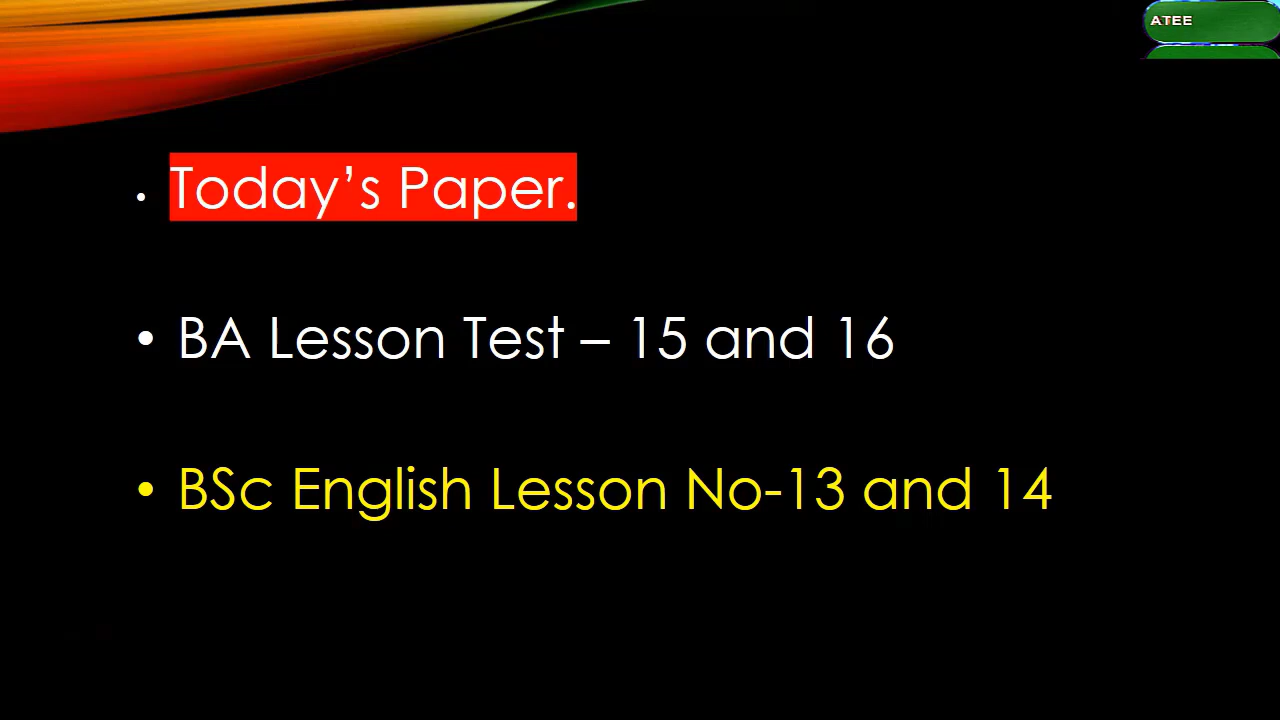 ATEE
• Today’s Paper.
• BA Lesson Test – 15 and 16
• BSc English Lesson No-13 and 14